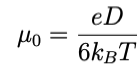 μ₀ = eD / 6k_BT